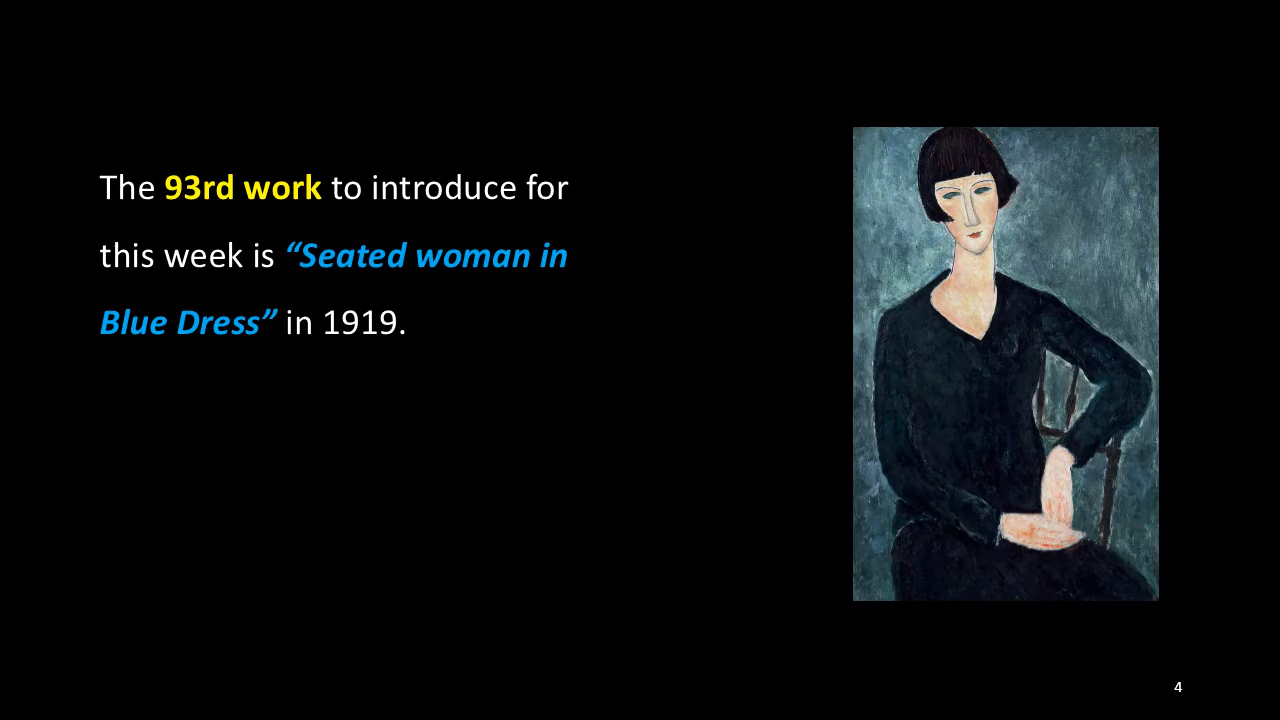 The 93rd work to introduce for
this week is “Seated woman in
Blue Dress” in 1919.
4